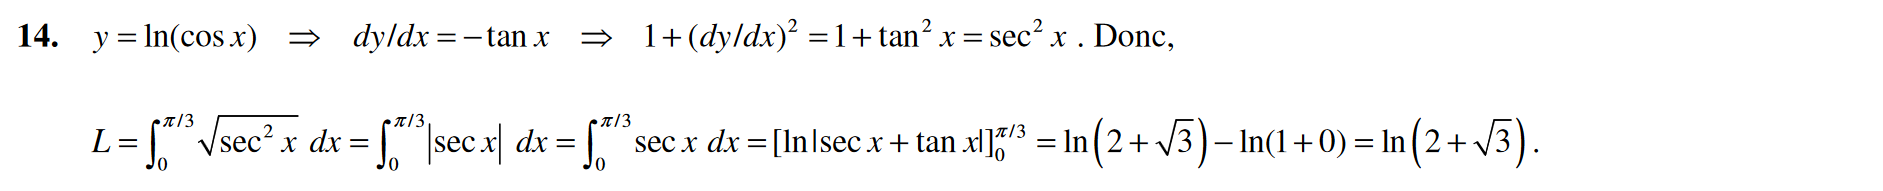 14. y = ln(cos x) ⇒ dy/dx = −tan x ⇒ 1+(dy/dx)² = 1+tan² x = sec² x . Donc,
L = ∫₀^{π/3} √(sec² x) dx = ∫₀^{π/3} |sec x| dx = ∫₀^{π/3} sec x dx = [ln|sec x + tan x|]₀^{π/3} = ln(2+√3) − ln(1+0) = ln(2+√3).